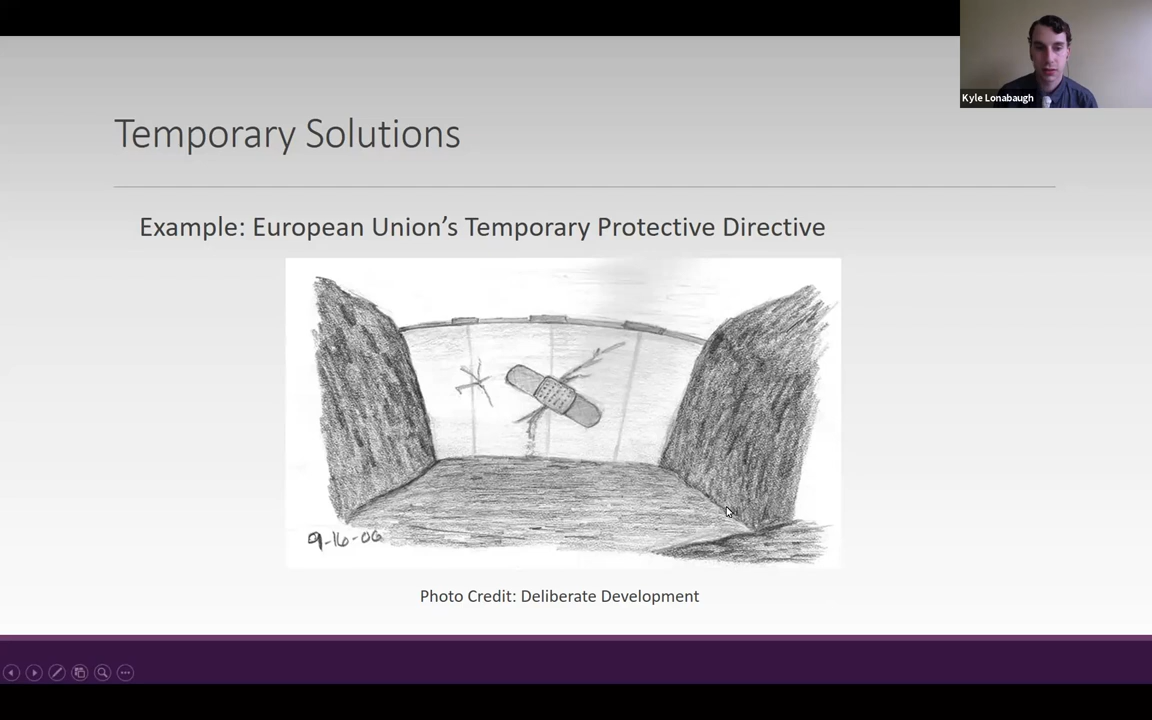 Kyle Lonabaugh
Temporary Solutions
Example: European Union's Temporary Protective Directive
9-16-06
Photo Credit: Deliberate Development